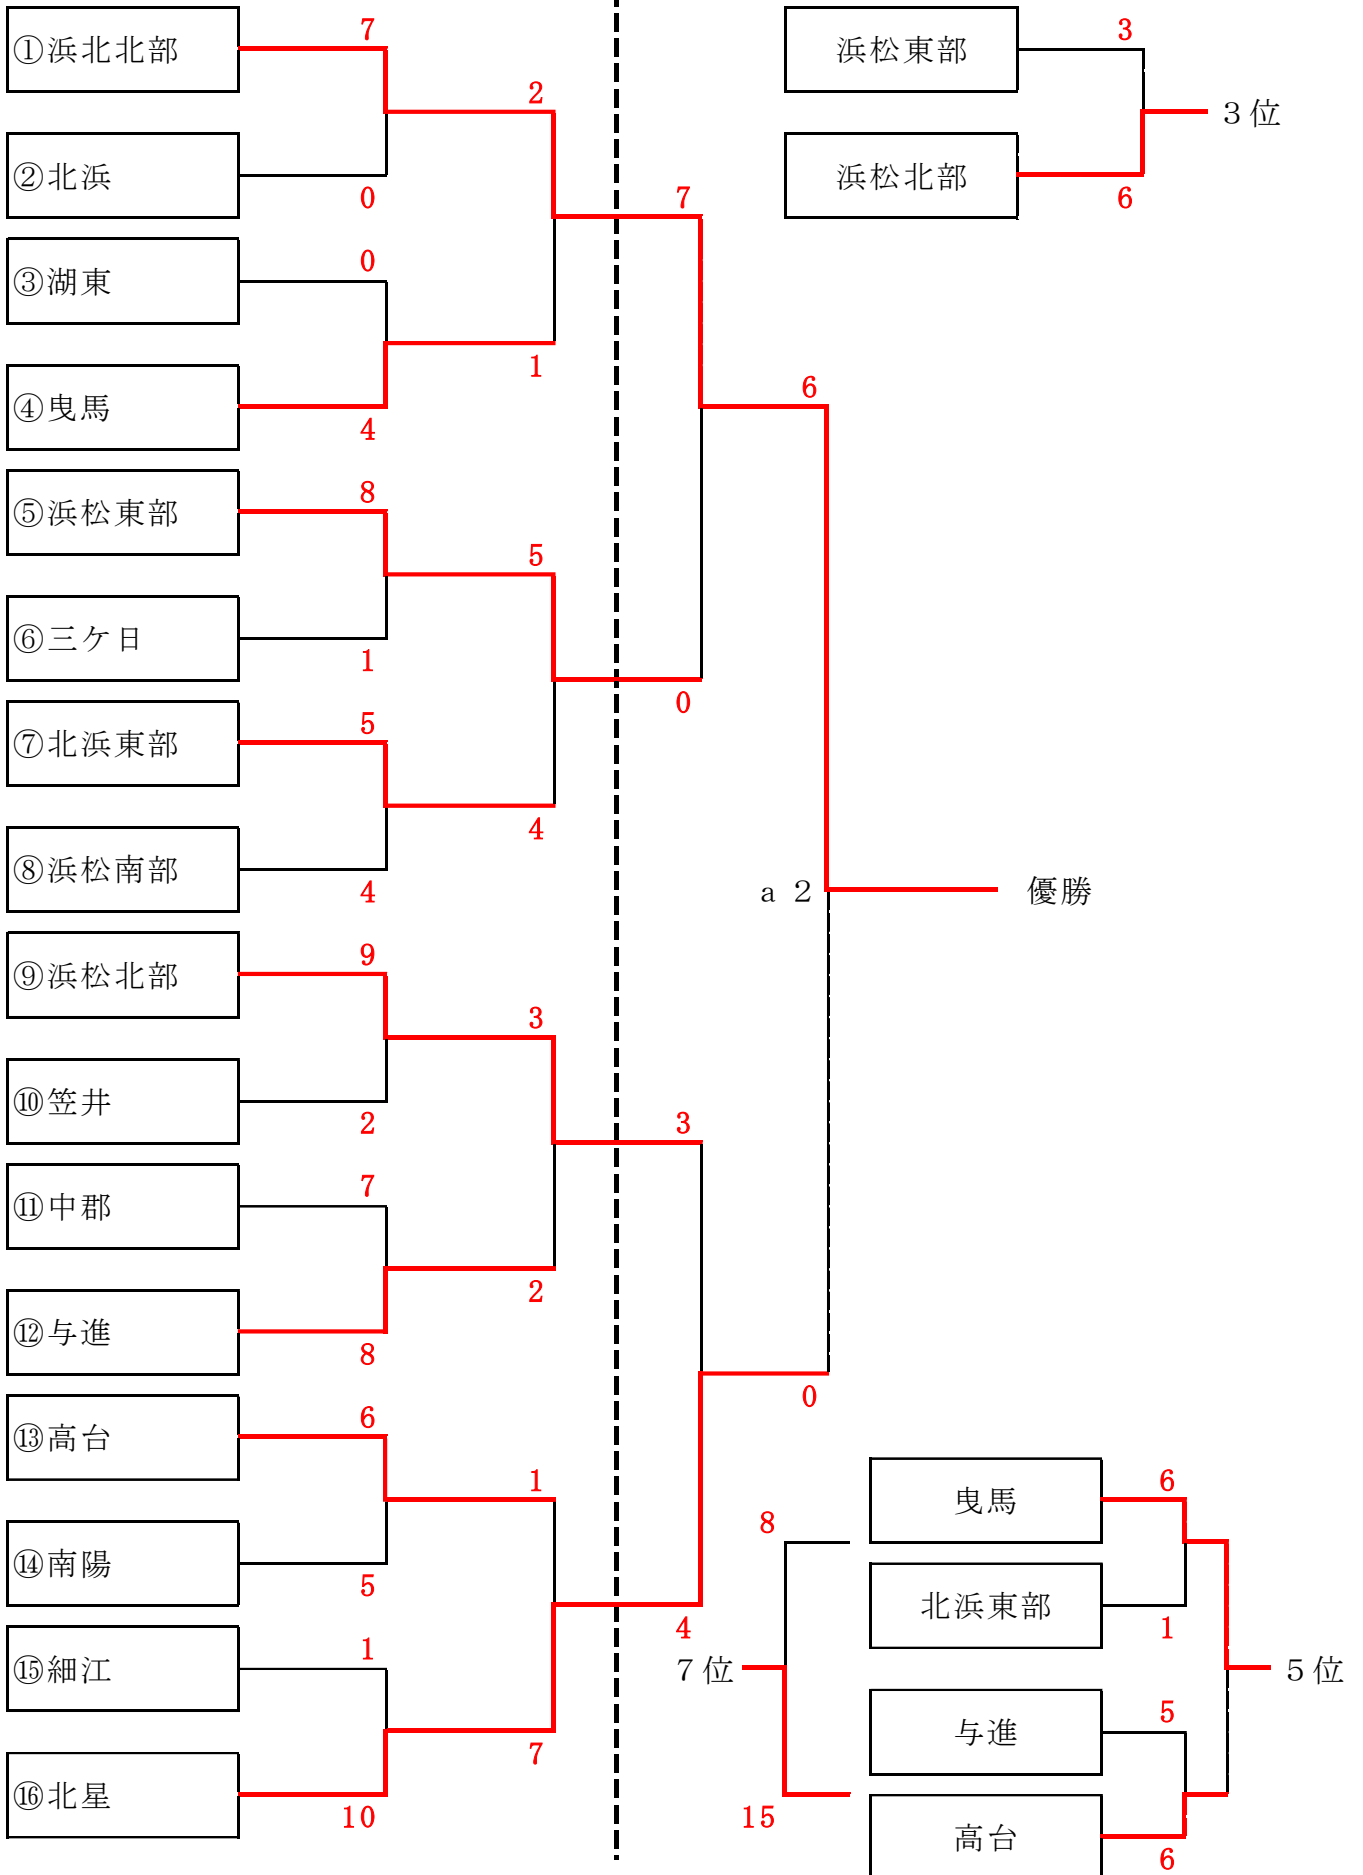 7
①浜北北部
2
②北浜
0
7
0
③湖東
1
④曳馬
4
6
8
⑤浜松東部
5
⑥三ケ日
1
0
5
⑦北浜東部
4
⑧浜松南部
4
a 2
優勝
9
⑨浜松北部
3
⑩笠井
2
3
7
⑪中郡
2
⑫与進
8
0
6
⑬高台
1
⑭南陽
5
4
1
⑮細江
7
⑯北星
10
3
浜松東部
3位
浜松北部
6
6
曳馬
8
北浜東部
1
7位
5位
5
与進
15
高台
6